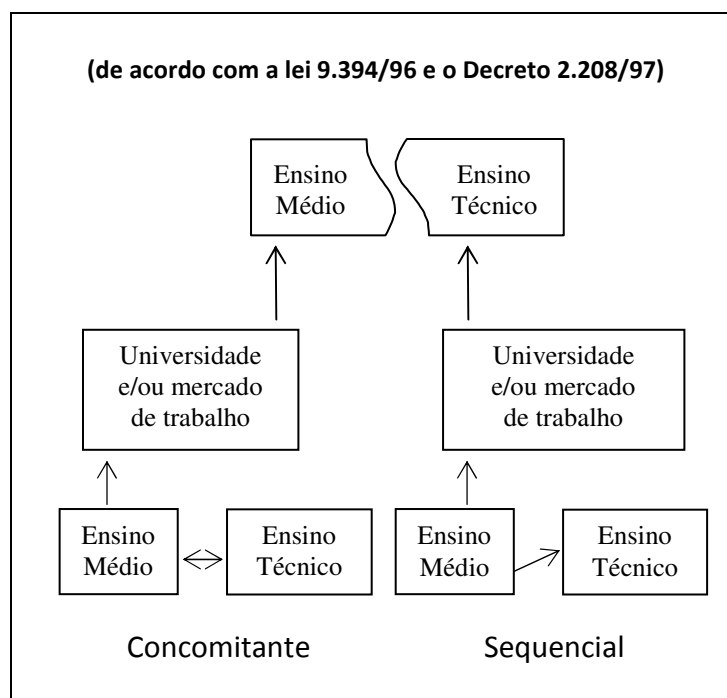 (de acordo com a lei 9.394/96 e o Decreto 2.208/97)
Ensino
Médio
Ensino
Técnico
Universidade
e/ou mercado
de trabalho
Universidade
e/ou mercado
de trabalho
Ensino
Médio
Ensino
Técnico
Ensino
Médio
Ensino
Técnico
Concomitante
Sequencial